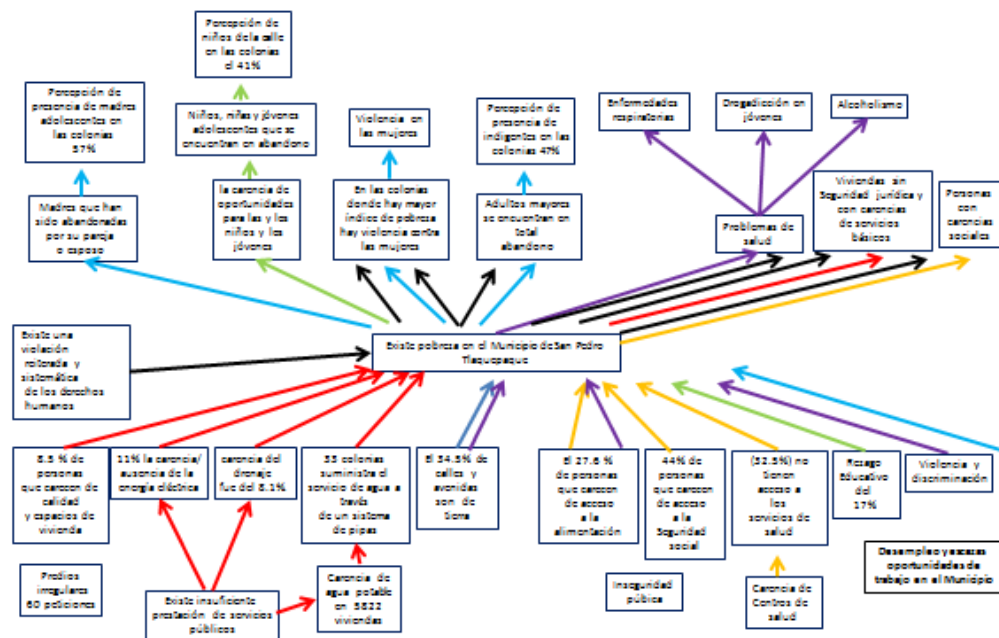 Percepción de
niños de la calle
en las colonias
el 41%
Percepción de
presencia de madres
adolescentes en
las colonias
57%
Niños, niñas y jóvenes
adolescentes que se
encuentran en abandono
Violencia en
las mujeres
Percepción de
presencia de
indigentes en las
colonias 47%
Enfermedades
respiratorias
Drogadicción en
jóvenes
Alcoholismo
Madres que han
sido abandonadas
por su pareja
o esposo
la carencia de
oportunidades
para las y los
niños y los
jóvenes
En las colonias
donde hay mayor
índice de pobresa
hay violencia contra
las mujeres
Adultos mayores
se encuentran en
total
abandono
Problemas de
salud
Viviendas sin
Seguridad jurídica y
con carencias
de servicios
básicos
Personas
con
carencias
sociales
Existe una
violación
reiterada y
sistemática
de los derechos
humanos
Existe pobresa en el Municipio de San Pedro
Tlaquepaque
8.5 % de
personas
que carecen de
calidad
y espacios de
vivienda
11% la carencia/
ausencia de la
energía eléctrica
carencia del
drenaje
fue del 8.1%
33 colonias
suministra el
servicio de agua a
través
de un sistema
de pipas
El 34.5% de
calles y
avenidas
son de
tierra
El 27.6 %
de personas
que carecen
de acceso
a la
alimentación
44% de
personas
que carecen
de acceso
a la
Seguridad
social
(32.5%) no
tienen
acceso a
los
servicios de
salud
Resago
Educativo
del
17%
Violencia y
discriminación
Predios
irregulares
60 peticiones
Existe insuficiente
prestación de servicios
públicos
Carencia de
agua potable
en 5822
viviendas
Inseguridad
púbica
Carencia de
Centros de
salud
Desempleo y escasas
oportunidades de
trabajo en el Municipio